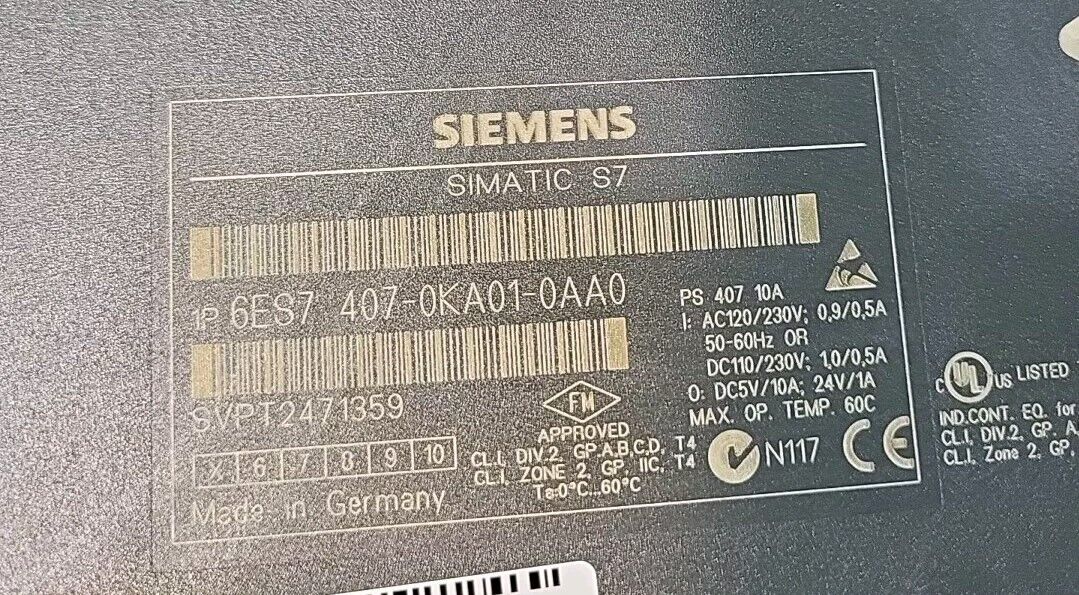 SIEMENS
SIMATIC S7
1P 6ES7 407-0KA01-0AA0
SVPT2471359
X 6 7 8 9 10
Made in Germany
FM
APPROVED
CL.I, DIV.2, GP.A,B,C,D, T4
CL.I, ZONE 2, GP. IIC, T4
Ta:0°C...60°C
PS 407 10A
I: AC120/230V; 0,9/0,5A
50-60Hz OR
DC110/230V; 1,0/0,5A
O: DC5V/10A; 24V/1A
MAX. OP. TEMP. 60C
N117
CE
C UL US LISTED
IND.CONT. EQ. for
CL.I, DIV.2, GP. A,
CL.I, Zone 2, GP.